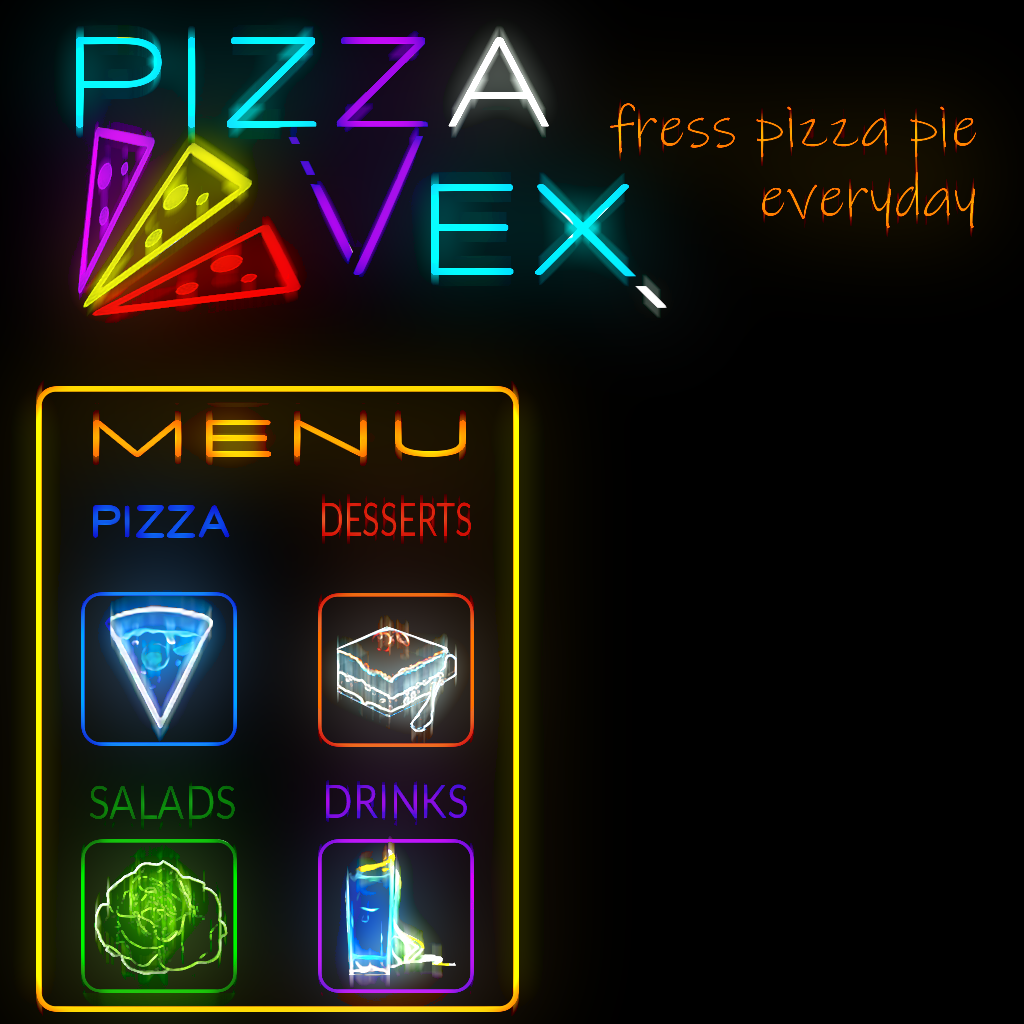 PIZZA
VEX
fress pizza pie
everyday
MENU
PIZZA
DESSERTS
SALADS
DRINKS